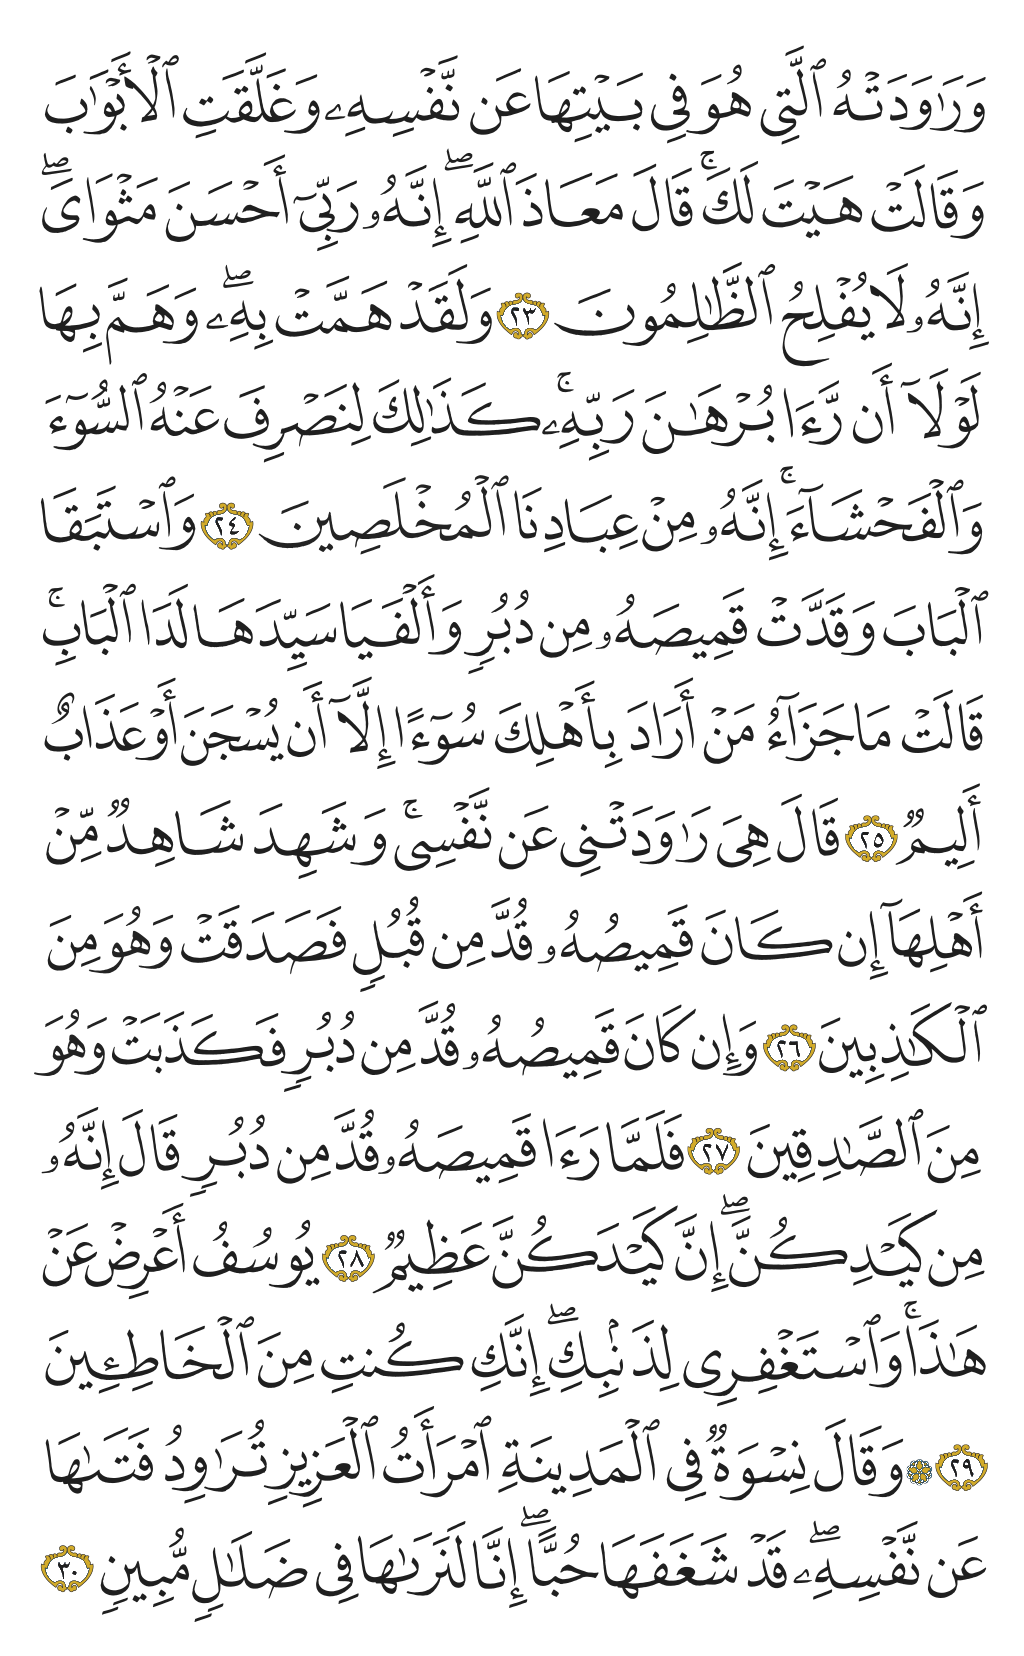 وَرَٰوَدَتۡهُ ٱلَّتِي هُوَ فِي بَيۡتِهَا عَن نَّفۡسِهِۦ وَغَلَّقَتِ ٱلۡأَبۡوَٰبَ
وَقَالَتۡ هَيۡتَ لَكَۚ قَالَ مَعَاذَ ٱللَّهِۖ إِنَّهُۥ رَبِّيٓ أَحۡسَنَ مَثۡوَايَۖ
إِنَّهُۥ لَا يُفۡلِحُ ٱلظَّٰلِمُونَ ٢٣ وَلَقَدۡ هَمَّتۡ بِهِۦۖ وَهَمَّ بِهَا
لَوۡلَآ أَن رَّءَا بُرۡهَٰنَ رَبِّهِۦۚ كَذَٰلِكَ لِنَصۡرِفَ عَنۡهُ ٱلسُّوٓءَ
وَٱلۡفَحۡشَآءَۚ إِنَّهُۥ مِنۡ عِبَادِنَا ٱلۡمُخۡلَصِينَ ٢٤ وَٱسۡتَبَقَا
ٱلۡبَابَ وَقَدَّتۡ قَمِيصَهُۥ مِن دُبُرٖ وَأَلۡفَيَا سَيِّدَهَا لَدَا ٱلۡبَابِۚ
قَالَتۡ مَا جَزَآءُ مَنۡ أَرَادَ بِأَهۡلِكَ سُوٓءًا إِلَّآ أَن يُسۡجَنَ أَوۡ عَذَابٌ
أَلِيمٞ ٢٥ قَالَ هِيَ رَٰوَدَتۡنِي عَن نَّفۡسِيۚ وَشَهِدَ شَاهِدٞ مِّنۡ
أَهۡلِهَآ إِن كَانَ قَمِيصُهُۥ قُدَّ مِن قُبُلٖ فَصَدَقَتۡ وَهُوَ مِنَ
ٱلۡكَٰذِبِينَ ٢٦ وَإِن كَانَ قَمِيصُهُۥ قُدَّ مِن دُبُرٖ فَكَذَبَتۡ وَهُوَ
مِنَ ٱلصَّٰدِقِينَ ٢٧ فَلَمَّا رَءَا قَمِيصَهُۥ قُدَّ مِن دُبُرٖ قَالَ إِنَّهُۥ
مِن كَيۡدِكُنَّۖ إِنَّ كَيۡدَكُنَّ عَظِيمٞ ٢٨ يُوسُفُ أَعۡرِضۡ عَنۡ
هَٰذَاۚ وَٱسۡتَغۡفِرِي لِذَنۢبِكِۖ إِنَّكِ كُنتِ مِنَ ٱلۡخَاطِـِٔينَ
٢٩ ۞ وَقَالَ نِسۡوَةٞ فِي ٱلۡمَدِينَةِ ٱمۡرَأَتُ ٱلۡعَزِيزِ تُرَٰوِدُ فَتَىٰهَا
عَن نَّفۡسِهِۦۖ قَدۡ شَغَفَهَا حُبًّاۖ إِنَّا لَنَرَىٰهَا فِي ضَلَٰلٖ مُّبِينٖ ٣٠